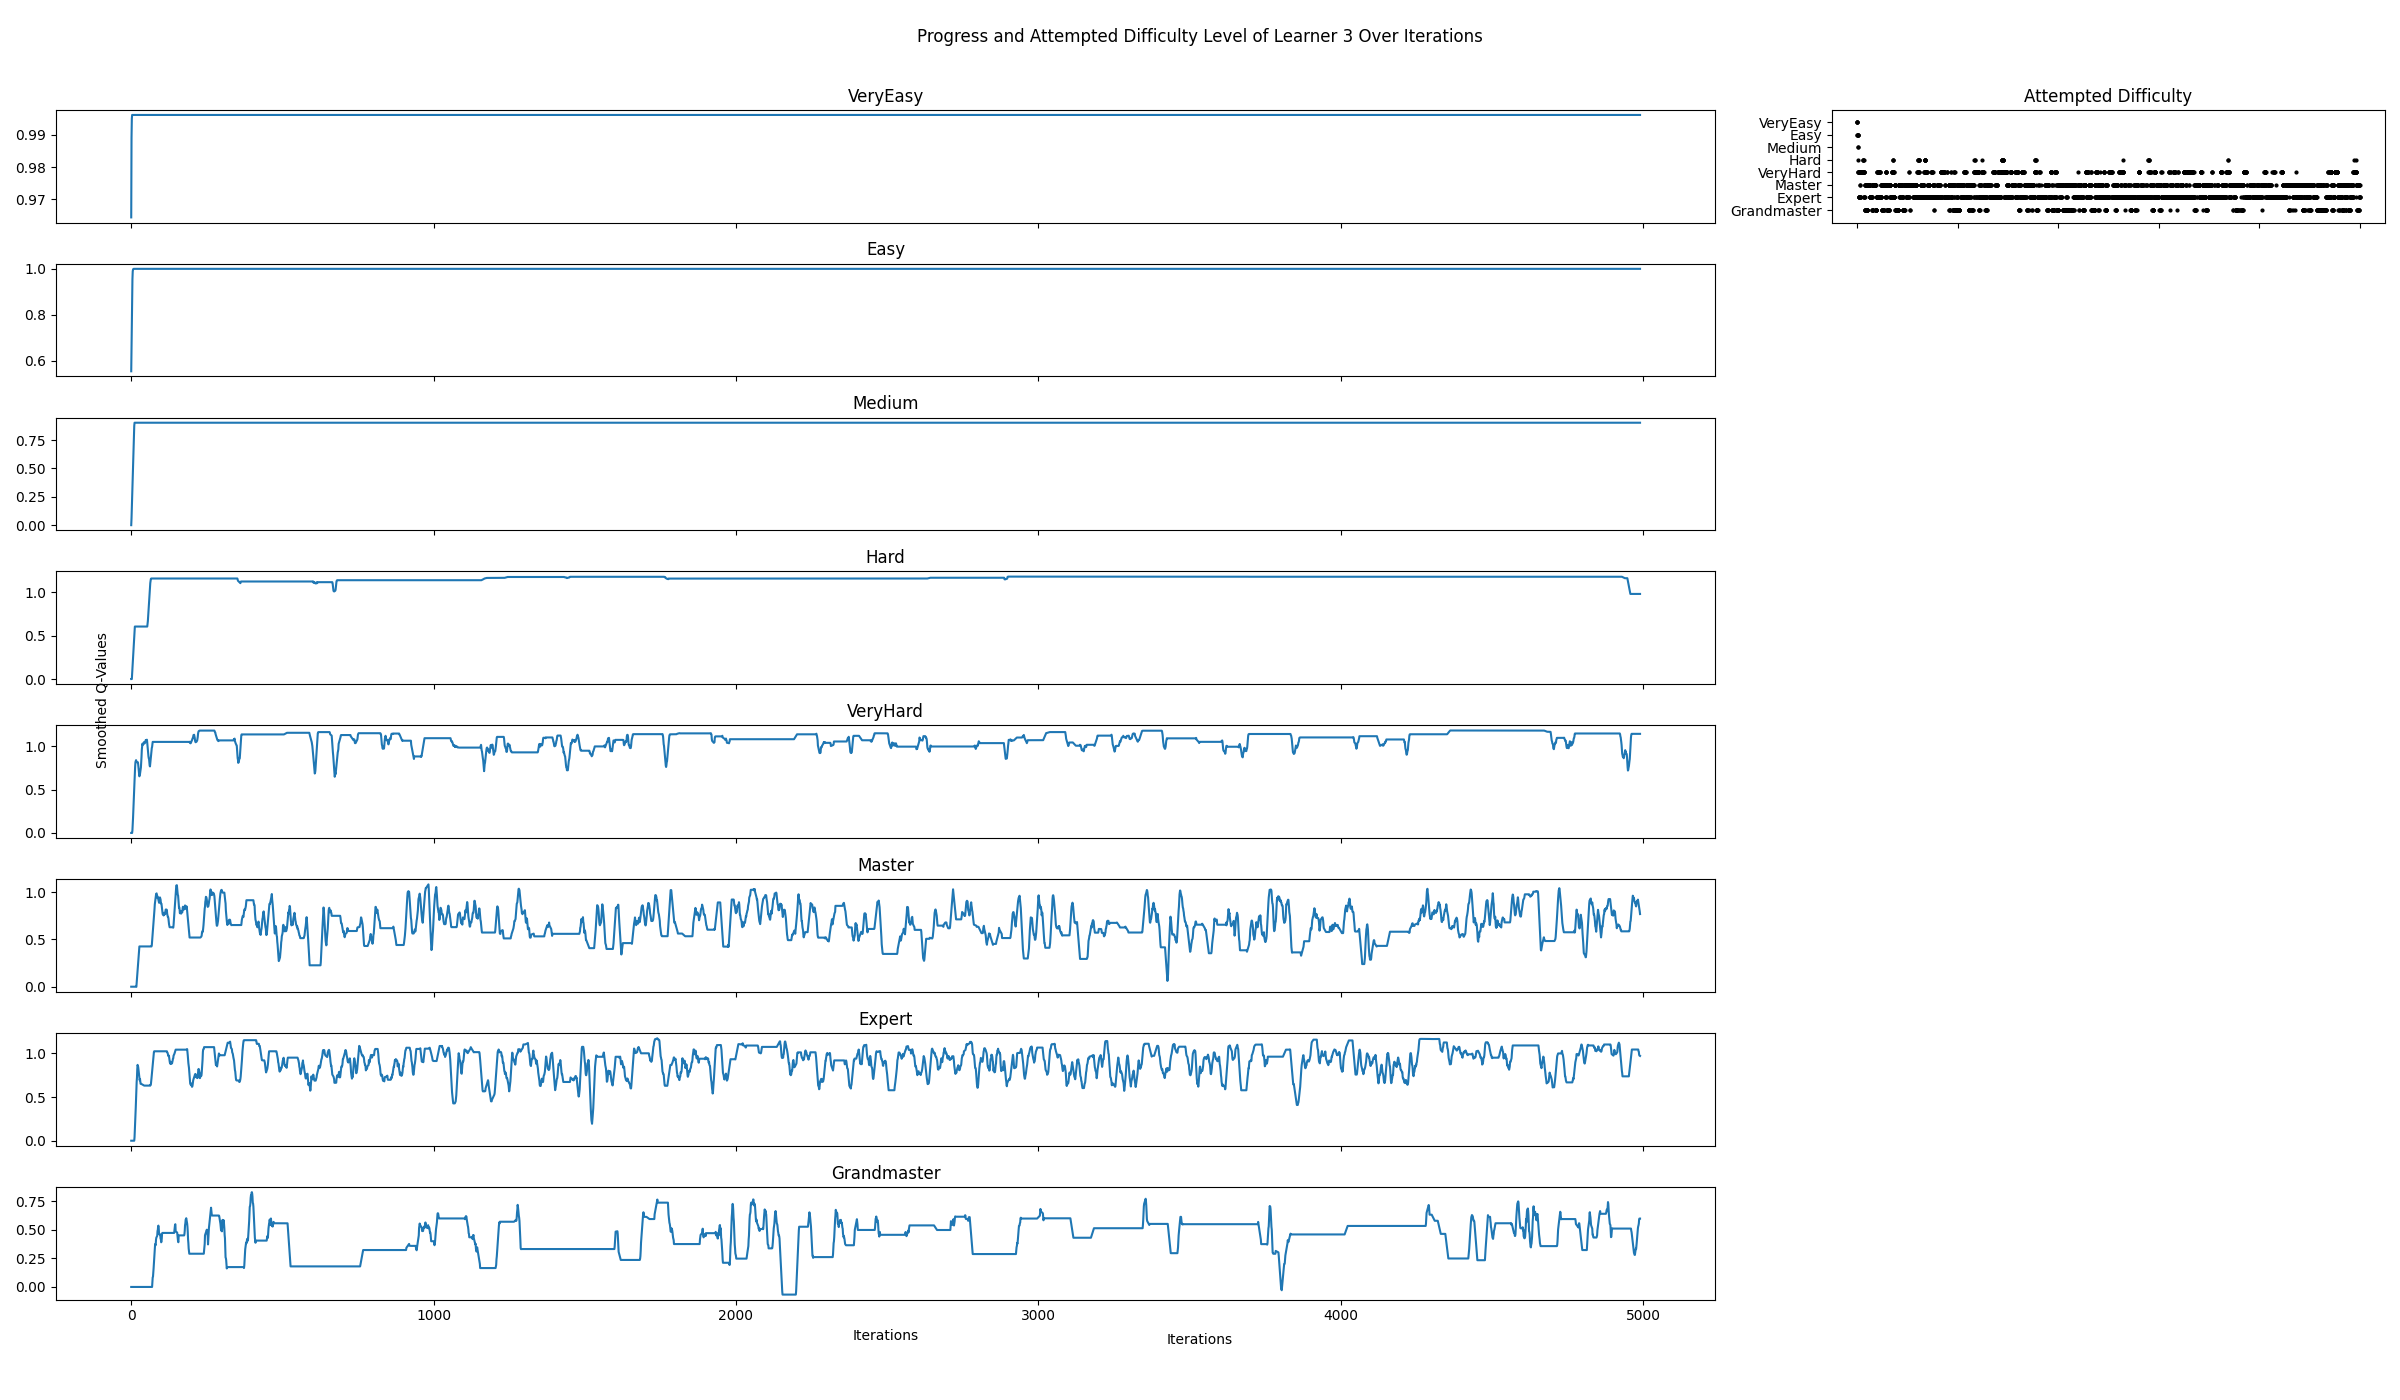 Progress and Attempted Difficulty Level of Learner 3 Over Iterations
VeryEasy
0.99
0.98
0.97
Attempted Difficulty
VeryEasy
Easy
Medium
Hard
VeryHard
Master
Expert
Grandmaster
Easy
1.0
0.8
0.6
Medium
0.75
0.50
0.25
0.00
Hard
1.0
0.5
0.0
Smoothed Q-Values
VeryHard
1.0
0.5
0.0
Master
1.0
0.5
0.0
Expert
1.0
0.5
0.0
Grandmaster
0.75
0.50
0.25
0.00
0 1000 2000 3000 4000 5000
Iterations
Iterations